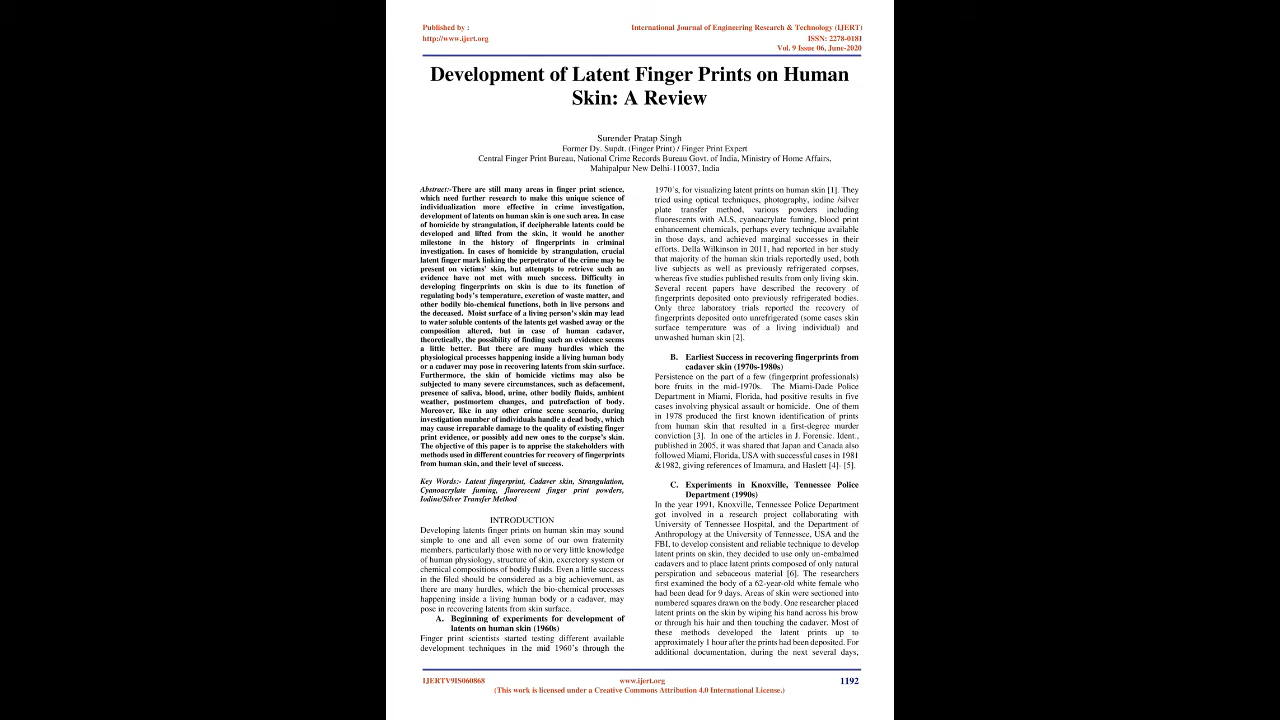 Published by :
http://www.ijert.org
International Journal of Engineering Research & Technology (IJERT)
ISSN: 2278-0181
Vol. 9 Issue 06, June-2020
Development of Latent Finger Prints on Human
Skin: A Review
Surender Pratap Singh
Former Dy. Supdt. (Finger Print) / Finger Print Expert
Central Finger Print Bureau, National Crime Records Bureau Govt. of India, Ministry of Home Affairs,
Mahipalpur New Delhi-110037, India
Abstract:-There are still many areas in finger print science,
which need further research to make this unique science of
individualization more effective in crime investigation,
development of latents on human skin is one such area. In case
of homicide by strangulation, if decipherable latents could be
developed and lifted from the skin, it would be another
milestone in the history of fingerprints in criminal
investigation. In cases of homicide by strangulation, crucial
latent finger mark linking the perpetrator of the crime may be
present on victims' skin, but attempts to retrieve such an
evidence have not met with much success. Difficulty in
developing fingerprints on skin is due to its function of
regulating body's temperature, excretion of waste matter, and
other bodily bio-chemical functions, both in live persons and
the deceased. Moist surface of a living person's skin may lead
to water soluble contents of the latents get washed away or the
composition altered, but in case of human cadaver,
theoretically, the possibility of finding such an evidence seems
a little better. But there are many hurdles which the
physiological processes happening inside a living human body
or a cadaver may pose in recovering latents from skin surface.
Furthermore, the skin of homicide victims may also be
subjected to many severe circumstances, such as defacement,
presence of saliva, blood, urine, other bodily fluids, ambient
weather, postmortem changes, and putrefaction of body.
Moreover, like in any other crime scene scenario, during
investigation number of individuals handle a dead body, which
may cause irreparable damage to the quality of existing finger
print evidence, or possibly add new ones to the corpse's skin.
The objective of this paper is to apprise the stakeholders with
methods used in different countries for recovery of fingerprints
from human skin, and their level of success.
Key Words:- Latent fingerprint, Cadaver skin, Strangulation,
Cyanoacrylate fuming, fluorescent finger print powders,
Iodine/Silver Transfer Method
INTRODUCTION
Developing latents finger prints on human skin may sound
simple to one and all even some of our own fraternity
members, particularly those with no or very little knowledge
of human physiology, structure of skin, excretory system or
chemical compositions of bodily fluids. Even a little success
in the filed should be considered as a big achievement, as
there are many hurdles, which the bio-chemical processes
happening inside a living human body or a cadaver, may
pose in recovering latents from skin surface.
A. Beginning of experiments for development of
latents on human skin (1960s)
Finger print scientists started testing different available
development techniques in the mid 1960's through the
1970's, for visualizing latent prints on human skin [1]. They
tried using optical techniques, photography, iodine /silver
plate transfer method, various powders including
fluorescents with ALS, cyanoacrylate fuming, blood print
enhancement chemicals, perhaps every technique available
in those days, and achieved marginal successes in their
efforts. Della Wilkinson in 2011, had reported in her study
that majority of the human skin trials reportedly used, both
live subjects as well as previously refrigerated corpses,
whereas five studies published results from only living skin.
Several recent papers have described the recovery of
fingerprints deposited onto previously refrigerated bodies.
Only three laboratory trials reported the recovery of
fingerprints deposited onto unrefrigerated (some cases skin
surface temperature was of a living individual) and
unwashed human skin [2].
B. Earliest Success in recovering fingerprints from
cadaver skin (1970s-1980s)
Persistence on the part of a few (fingerprint professionals)
bore fruits in the mid-1970s. The Miami-Dade Police
Department in Miami, Florida, had positive results in five
cases involving physical assault or homicide. One of them
in 1978 produced the first known identification of prints
from human skin that resulted in a first-degree murder
conviction [3]. In one of the articles in J. Forensic. Ident.,
published in 2005, it was shared that Japan and Canada also
followed Miami, Florida, USA with successful cases in 1981
&1982, giving references of Imamura, and Haslett [4]- [5].
C. Experiments in Knoxville, Tennessee Police
Department (1990s)
In the year 1991, Knoxville, Tennessee Police Department
got involved in a research project collaborating with
University of Tennessee Hospital, and the Department of
Anthropology at the University of Tennessee, USA and the
FBI, to develop consistent and reliable technique to develop
latent prints on skin, they decided to use only un-embalmed
cadavers and to place latent prints composed of only natural
perspiration and sebaceous material [6]. The researchers
first examined the body of a 62-year-old white female who
had been dead for 9 days. Areas of skin were sectioned into
numbered squares drawn on the body. One researcher placed
latent prints on the skin by wiping his hand across his brow
or through his hair and then touching the cadaver. Most of
these methods developed the latent prints up to
approximately 1 hour after the prints had been deposited. For
additional documentation, during the next several days,
IJERTV9IS060868
www.ijert.org
1192
(This work is licensed under a Creative Commons Attribution 4.0 International License.)